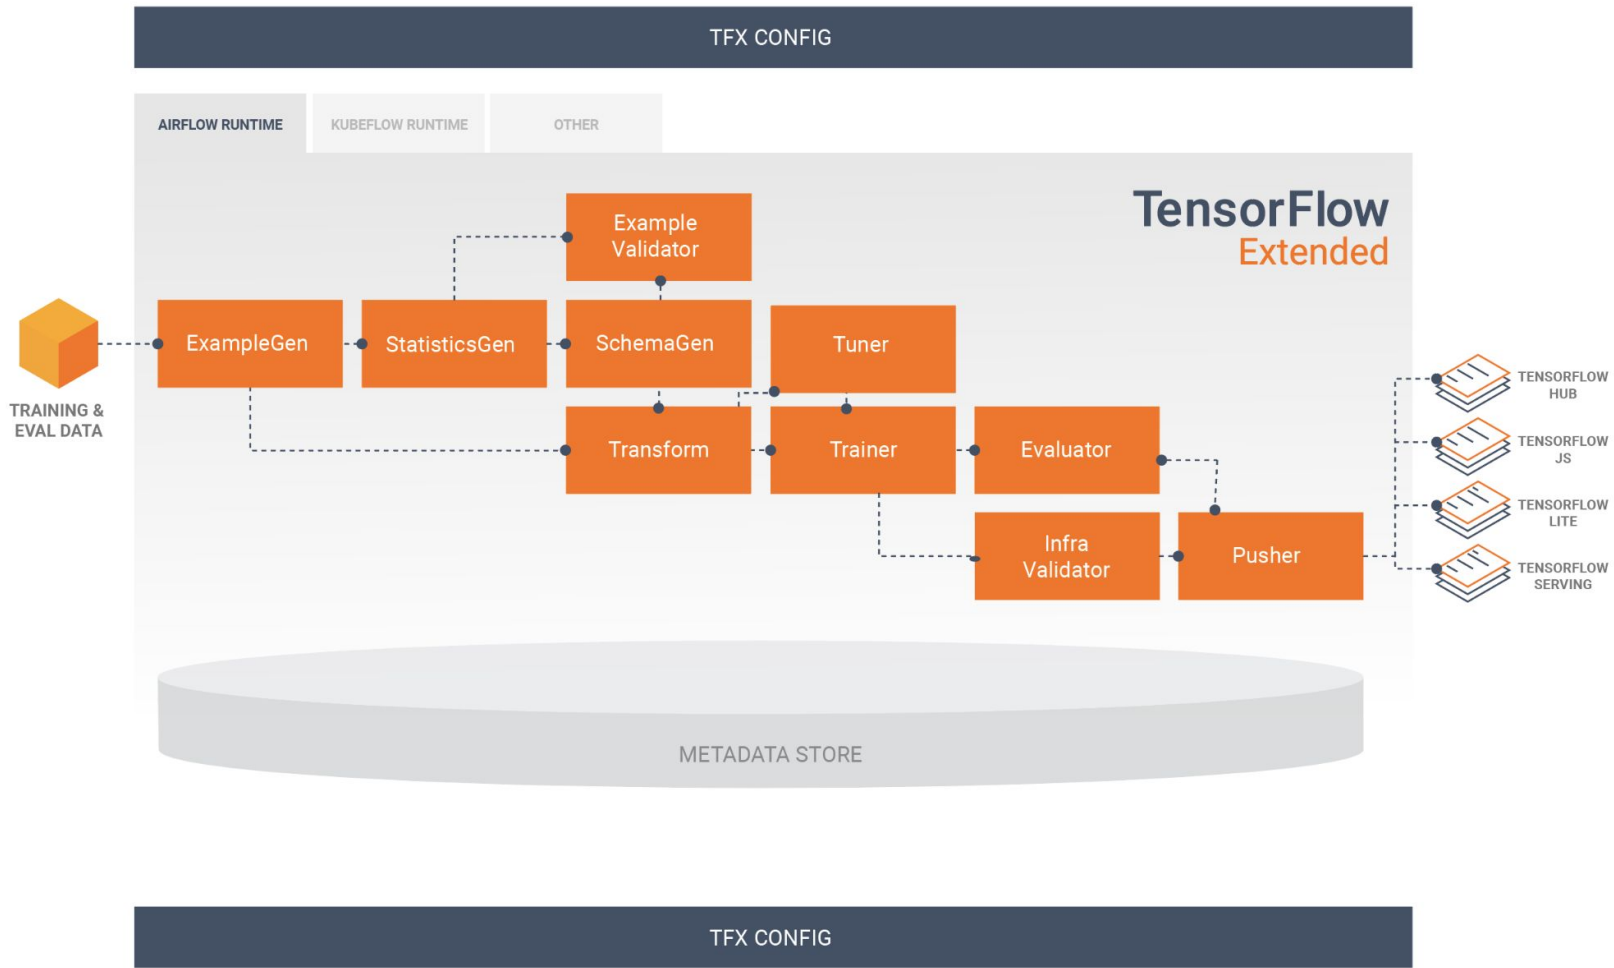 TFX CONFIG
AIRFLOW RUNTIME
KUBEFLOW RUNTIME
OTHER
TensorFlow
Extended
Example
Validator
ExampleGen
StatisticsGen
SchemaGen
Tuner
TRAINING &
EVAL DATA
Transform
Trainer
Evaluator
Infra
Validator
Pusher
TENSORFLOW
HUB
TENSORFLOW
JS
TENSORFLOW
LITE
TENSORFLOW
SERVING
METADATA STORE
TFX CONFIG